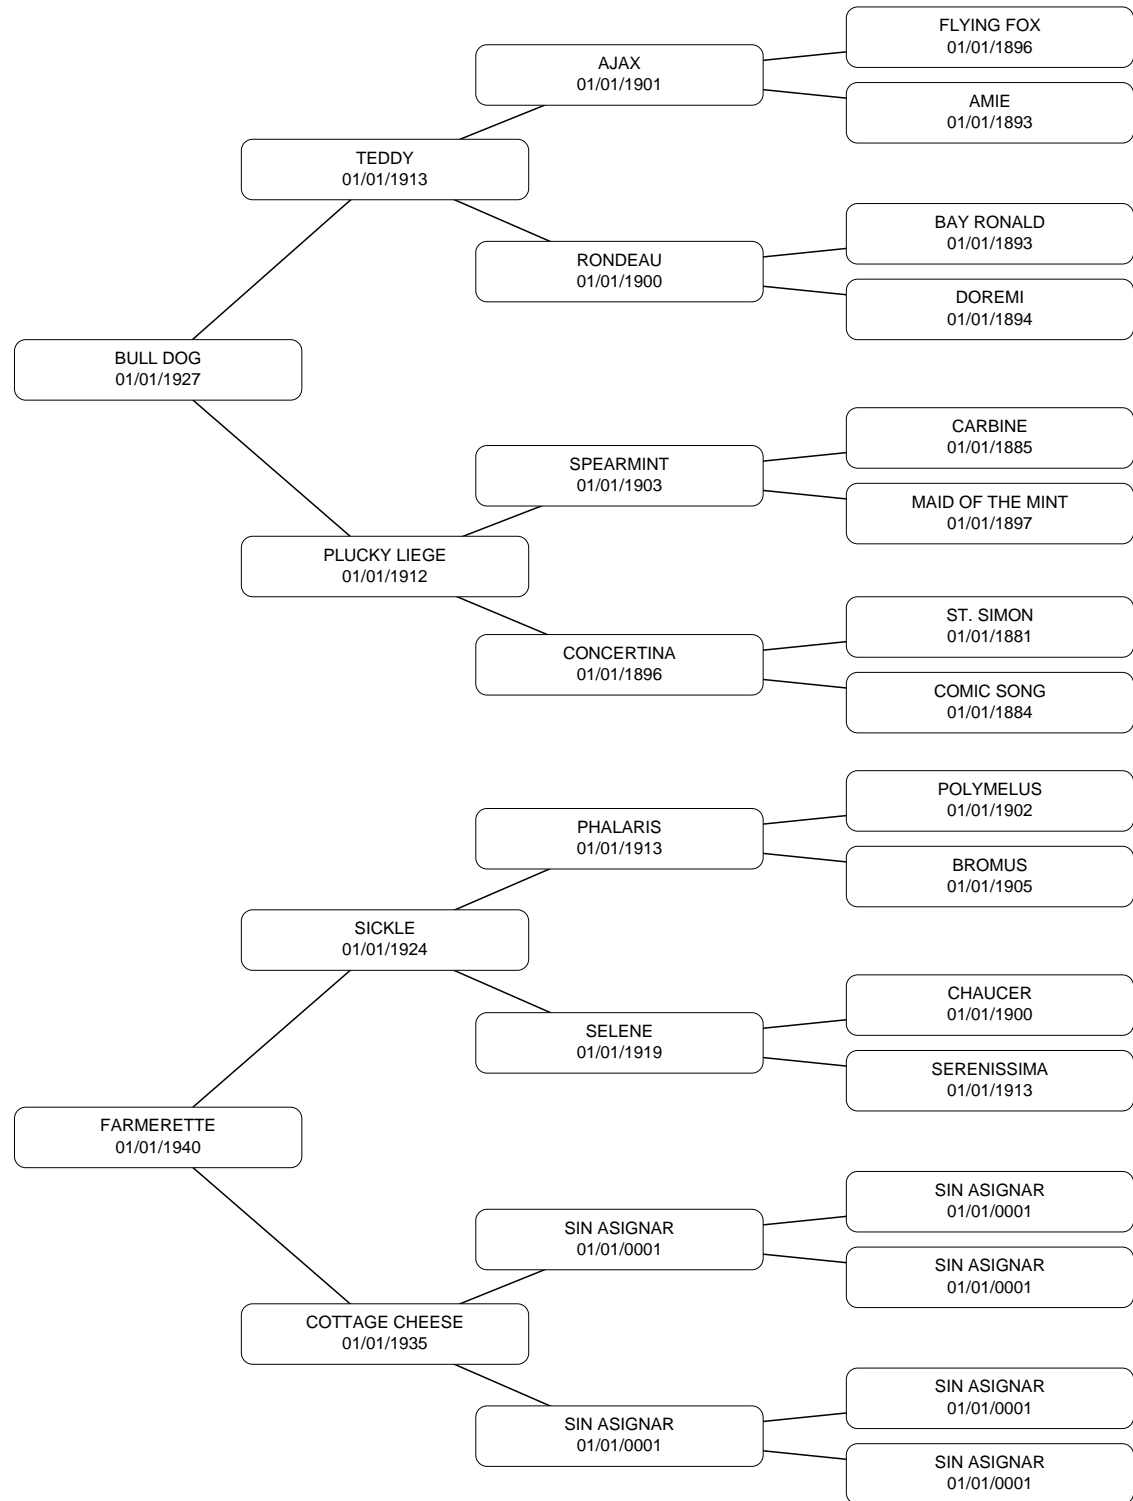 FLYING FOX
01/01/1896
AJAX
01/01/1901
AMIE
01/01/1893
TEDDY
01/01/1913
BAY RONALD
01/01/1893
RONDEAU
01/01/1900
DOREMI
01/01/1894
BULL DOG
01/01/1927
CARBINE
01/01/1885
SPEARMINT
01/01/1903
MAID OF THE MINT
01/01/1897
PLUCKY LIEGE
01/01/1912
ST. SIMON
01/01/1881
CONCERTINA
01/01/1896
COMIC SONG
01/01/1884
POLYMELUS
01/01/1902
PHALARIS
01/01/1913
BROMUS
01/01/1905
SICKLE
01/01/1924
CHAUCER
01/01/1900
SELENE
01/01/1919
SERENISSIMA
01/01/1913
FARMERETTE
01/01/1940
SIN ASIGNAR
01/01/0001
SIN ASIGNAR
01/01/0001
SIN ASIGNAR
01/01/0001
COTTAGE CHEESE
01/01/1935
SIN ASIGNAR
01/01/0001
SIN ASIGNAR
01/01/0001
SIN ASIGNAR
01/01/0001